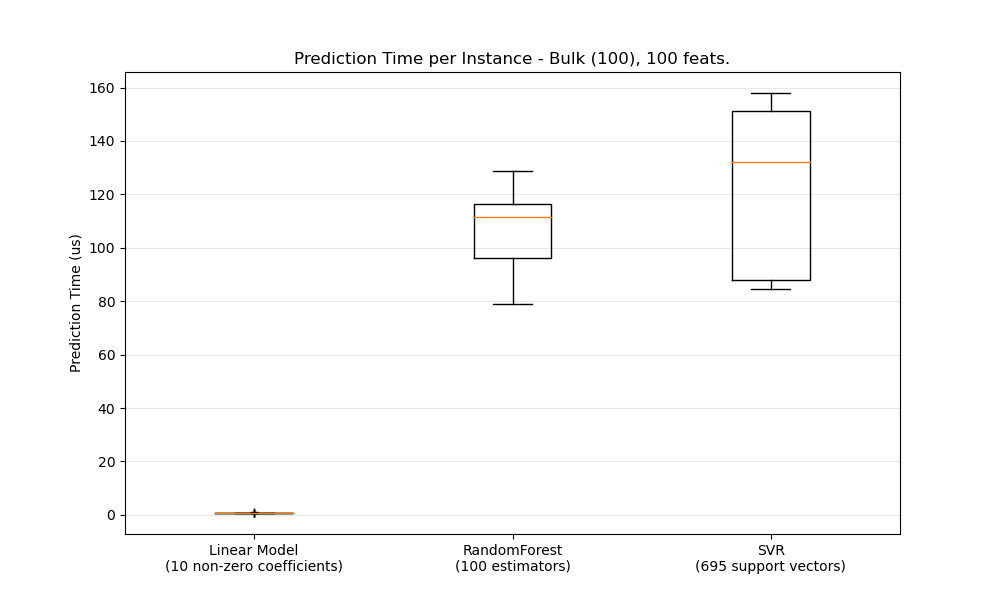 Prediction Time per Instance - Bulk (100), 100 feats.
160
140
120
100
80
60
40
20
0
Prediction Time (us)
Linear Model
(10 non-zero coefficients)
RandomForest
(100 estimators)
SVR
(695 support vectors)